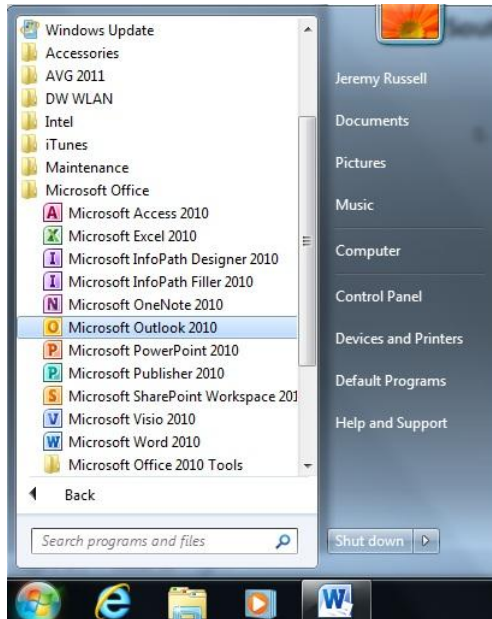 Windows Update
Accessories
AVG 2011
DW WLAN
Intel
iTunes
Maintenance
Microsoft Office
A Microsoft Access 2010
X Microsoft Excel 2010
I Microsoft InfoPath Designer 2010
I Microsoft InfoPath Filler 2010
N Microsoft OneNote 2010
O Microsoft Outlook 2010
P Microsoft PowerPoint 2010
P Microsoft Publisher 2010
S Microsoft SharePoint Workspace 201
V Microsoft Visio 2010
W Microsoft Word 2010
Microsoft Office 2010 Tools
Back
Search programs and files
Jeremy Russell
Documents
Pictures
Music
Computer
Control Panel
Devices and Printers
Default Programs
Help and Support
Shut down
W